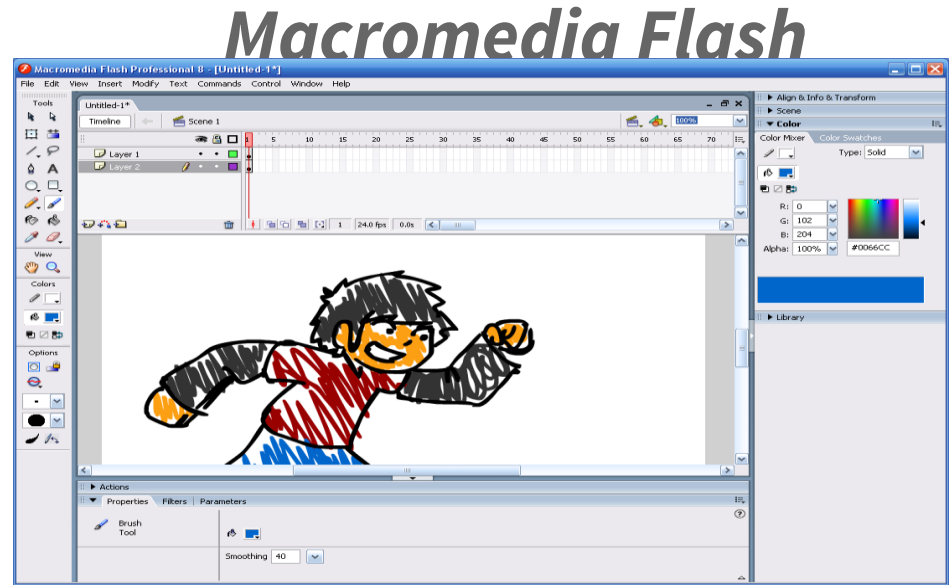 Macromedia Flash
Macromedia Flash Professional 8 - [Untitled-1*]
File Edit View Insert Modify Text Commands Control Window Help
Tools
View
Colors
Options
Untitled-1*
Timeline
Scene 1
100%
1 5 10 15 20 25 30 35 40 45 50 55 60 65 70
Layer 1
Layer 2
1 24.0 fps 0.0s
Actions
Properties Filters Parameters
Brush
Tool
Smoothing 40
Align & Info & Transform
Scene
Color
Color Mixer Color Swatches
Type: Solid
R: 0
G: 102
B: 204
Alpha: 100% #0066CC
Library